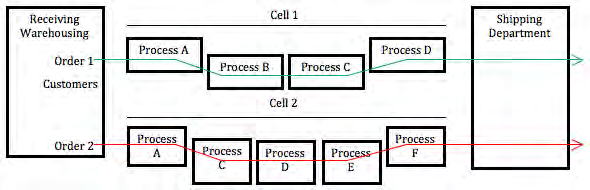 Receiving
Warehousing
Order 1
Customers
Order 2
Cell 1
Process A
Process B
Process C
Process D
Cell 2
Process
A
Process
C
Process
D
Process
E
Process
F
Shipping
Department